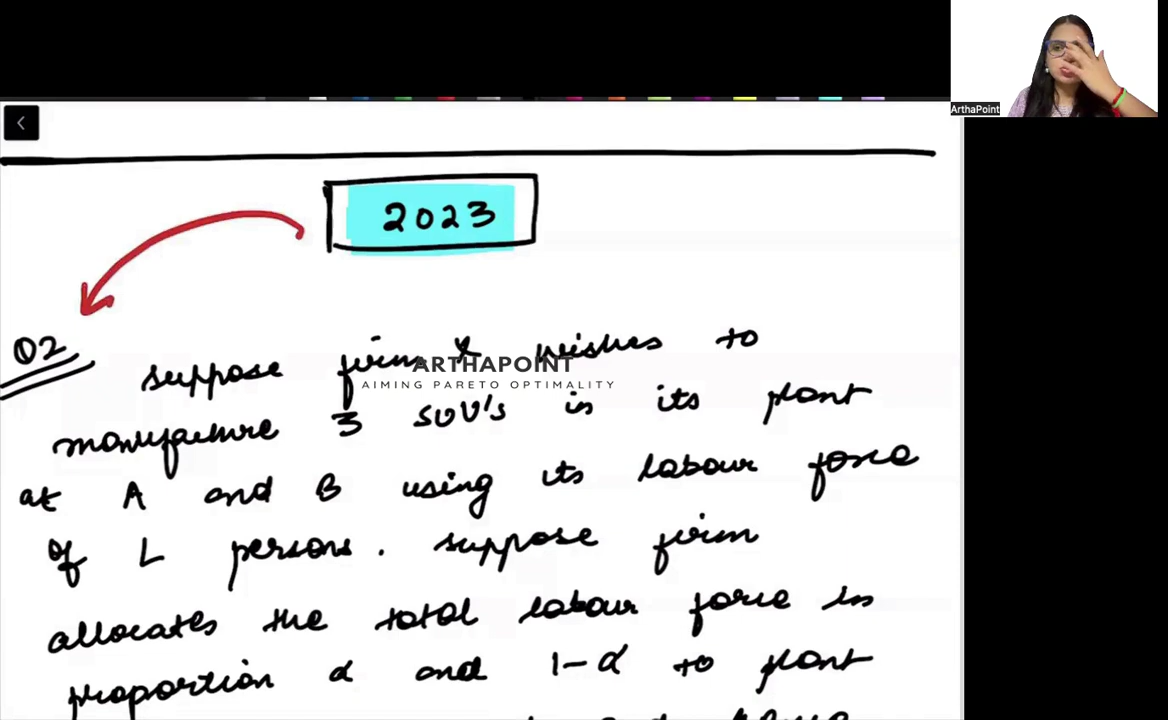 ArthaPoint
2023
Q2
suppose firm X wishes to
ARTHAPOINT
AIMING PARETO OPTIMALITY
manufacture 3 SUV's in its plant
at A and B using its labour force
of L persons. suppose firm
allocates the total labour force in
proportion α and 1-α to plant